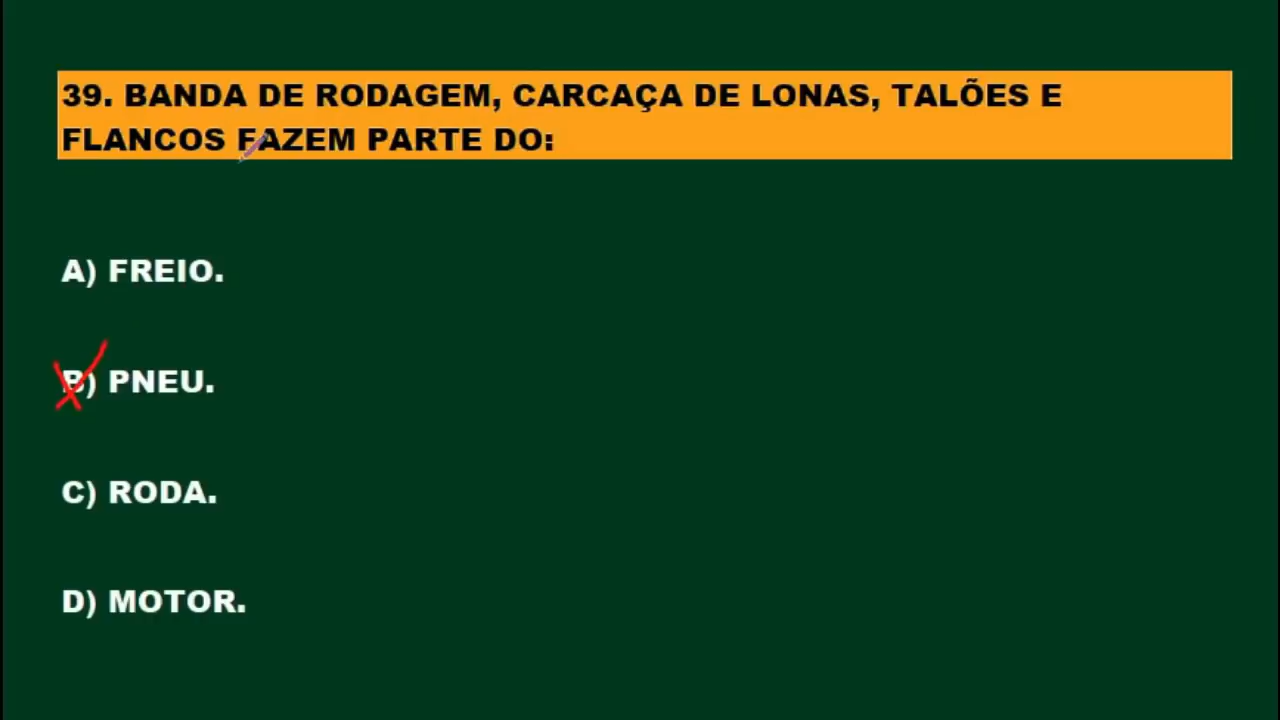 39. BANDA DE RODAGEM, CARCAÇA DE LONAS, TALÕES E
FLANCOS FAZEM PARTE DO:
A) FREIO.
B) PNEU.
C) RODA.
D) MOTOR.